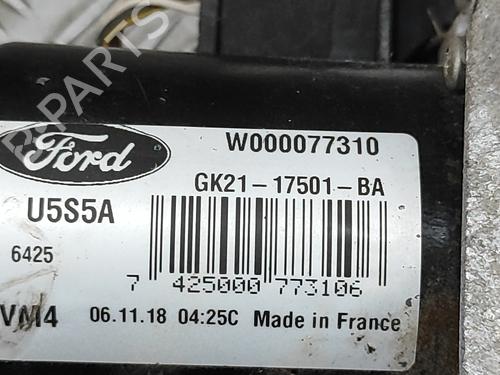 B-Parts
Ford
W000077310
GK21-17501-BA
U5S5A
6425
7 425000 773106
VM4 06.11.18 04:25C Made in France